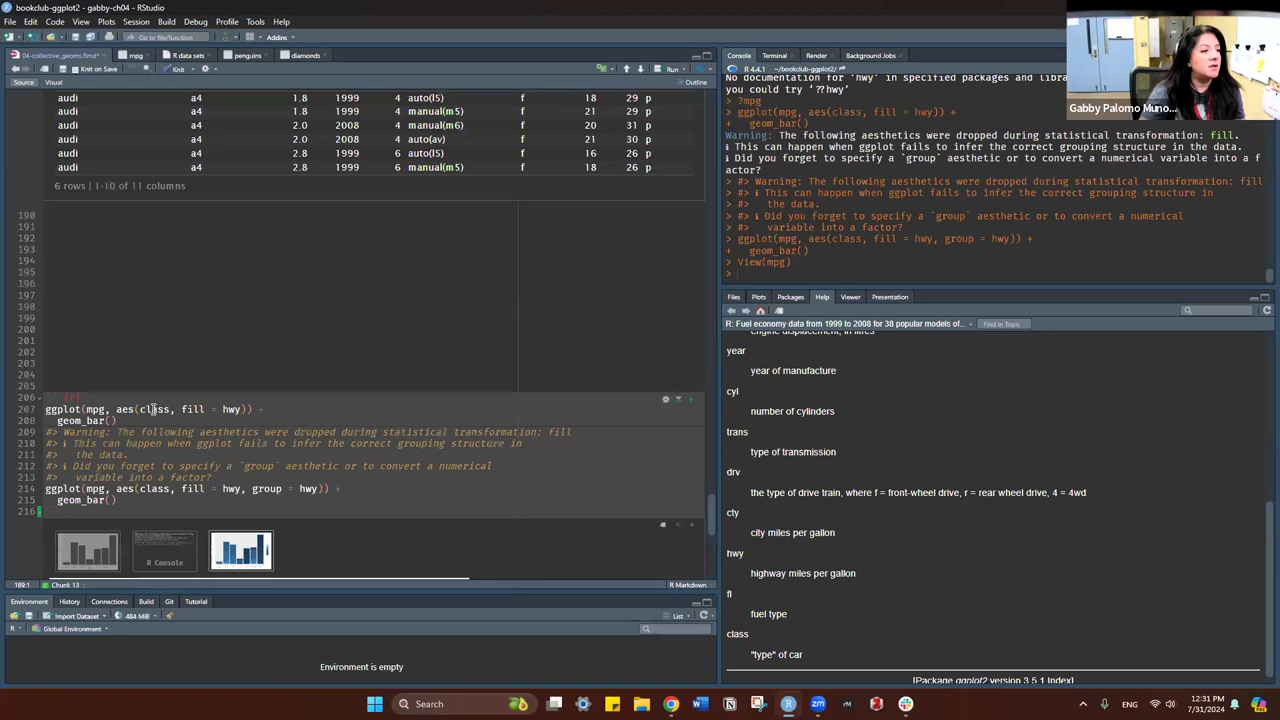 bookclub-ggplot2 - gabby-ch04 - RStudio
File Edit Code View Plots Session Build Debug Profile Tools Help
Go to file/function Addins
04-collective_geoms.Rmd* mpg R data sets penguins diamonds
Knit on Save Knit Run
Source Visual Outline
audi a4 1.8 1999 4 auto(l5) f 18 29 p
audi a4 1.8 1999 4 manual(m5) f 21 29 p
audi a4 2.0 2008 4 manual(m6) f 20 31 p
audi a4 2.0 2008 4 auto(av) f 21 30 p
audi a4 2.8 1999 6 auto(l5) f 16 26 p
audi a4 2.8 1999 6 manual(m5) f 18 26 p
6 rows | 1-10 of 11 columns
190
191
192
193
194
195
196
197
198
199
200
201
202
203
204
205
206 ```{r}
207 ggplot(mpg, aes(class, fill = hwy)) +
208 geom_bar()
209 #> Warning: The following aesthetics were dropped during statistical transformation: fill
210 #> ℹ This can happen when ggplot fails to infer the correct grouping structure in
211 #> the data.
212 #> ℹ Did you forget to specify a `group` aesthetic or to convert a numerical
213 #> variable into a factor?
214 ggplot(mpg, aes(class, fill = hwy, group = hwy)) +
215 geom_bar()
216
R Console
189:1 Chunk 13 R Markdown
Environment History Connections Build Git Tutorial
Import Dataset 484 MiB List
R Global Environment
Environment is empty
Console Terminal Render Background Jobs
R 4.4.1 · ~/bookclub-ggplot2/
No documentation for 'hwy' in specified packages and libra
you could try '??hwy'
> ?mpg
> ggplot(mpg, aes(class, fill = hwy)) +
+ geom_bar()
Warning: The following aesthetics were dropped during statistical transformation: fill.
ℹ This can happen when ggplot fails to infer the correct grouping structure in the data.
ℹ Did you forget to specify a `group` aesthetic or to convert a numerical variable into a f
actor?
> #> Warning: The following aesthetics were dropped during statistical transformation: fill
> #> ℹ This can happen when ggplot fails to infer the correct grouping structure in
> #> the data.
> #> ℹ Did you forget to specify a `group` aesthetic or to convert a numerical
> #> variable into a factor?
> ggplot(mpg, aes(class, fill = hwy, group = hwy)) +
+ geom_bar()
> View(mpg)
>
Gabby Palomo Muno...
Files Plots Packages Help Viewer Presentation
R: Fuel economy data from 1999 to 2008 for 38 popular models of... Find in Topic
engine displacement, in litres
year
year of manufacture
cyl
number of cylinders
trans
type of transmission
drv
the type of drive train, where f = front-wheel drive, r = rear wheel drive, 4 = 4wd
cty
city miles per gallon
hwy
highway miles per gallon
fl
fuel type
class
"type" of car
[Package ggplot2 version 3.5.1 Index]
Search
ENG 12:31 PM
7/31/2024